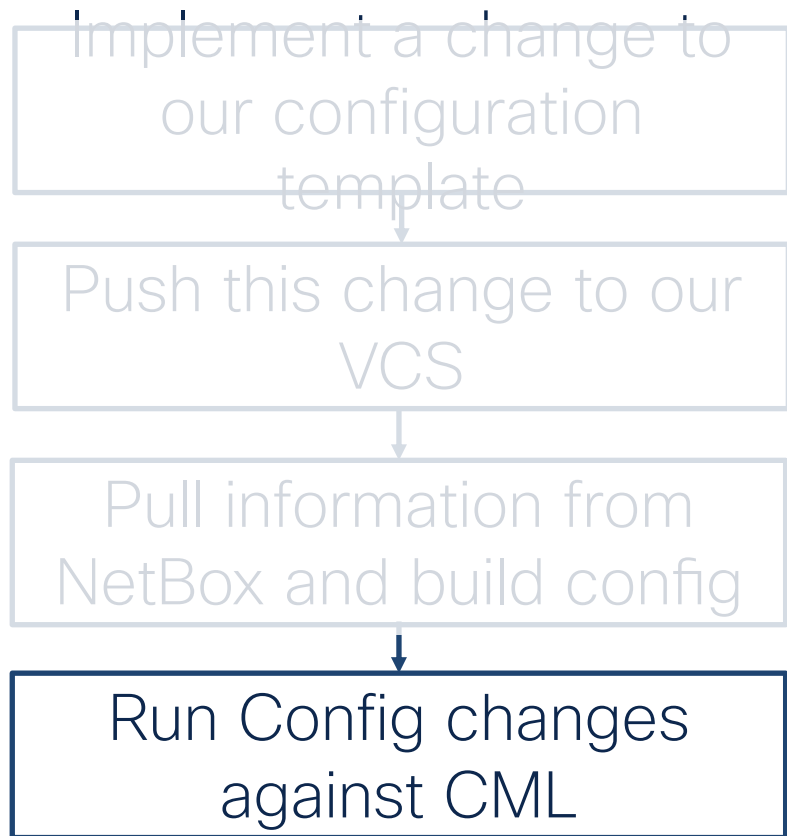 Implement a change to
our configuration
template
Push this change to our
VCS
Pull information from
NetBox and build config
Run Config changes
against CML